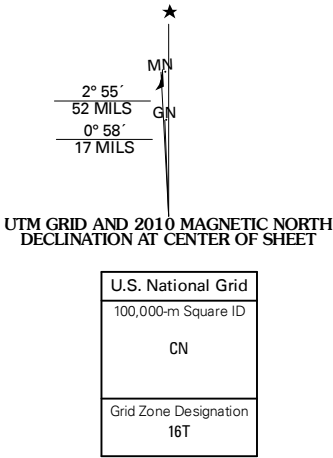 MN
2° 55´
52 MILS
GN
0° 58´
17 MILS
UTM GRID AND 2010 MAGNETIC NORTH
DECLINATION AT CENTER OF SHEET
U.S. National Grid
100,000-m Square ID
CN
Grid Zone Designation
16T